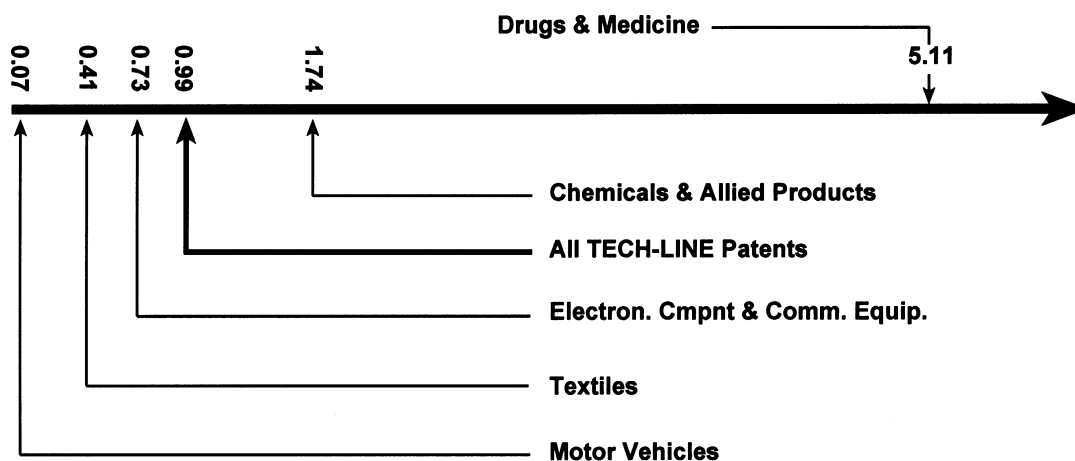 Drugs & Medicine
0.07
0.41
0.73
0.99
1.74
5.11
Chemicals & Allied Products
All TECH-LINE Patents
Electron. Cmpnt & Comm. Equip.
Textiles
Motor Vehicles